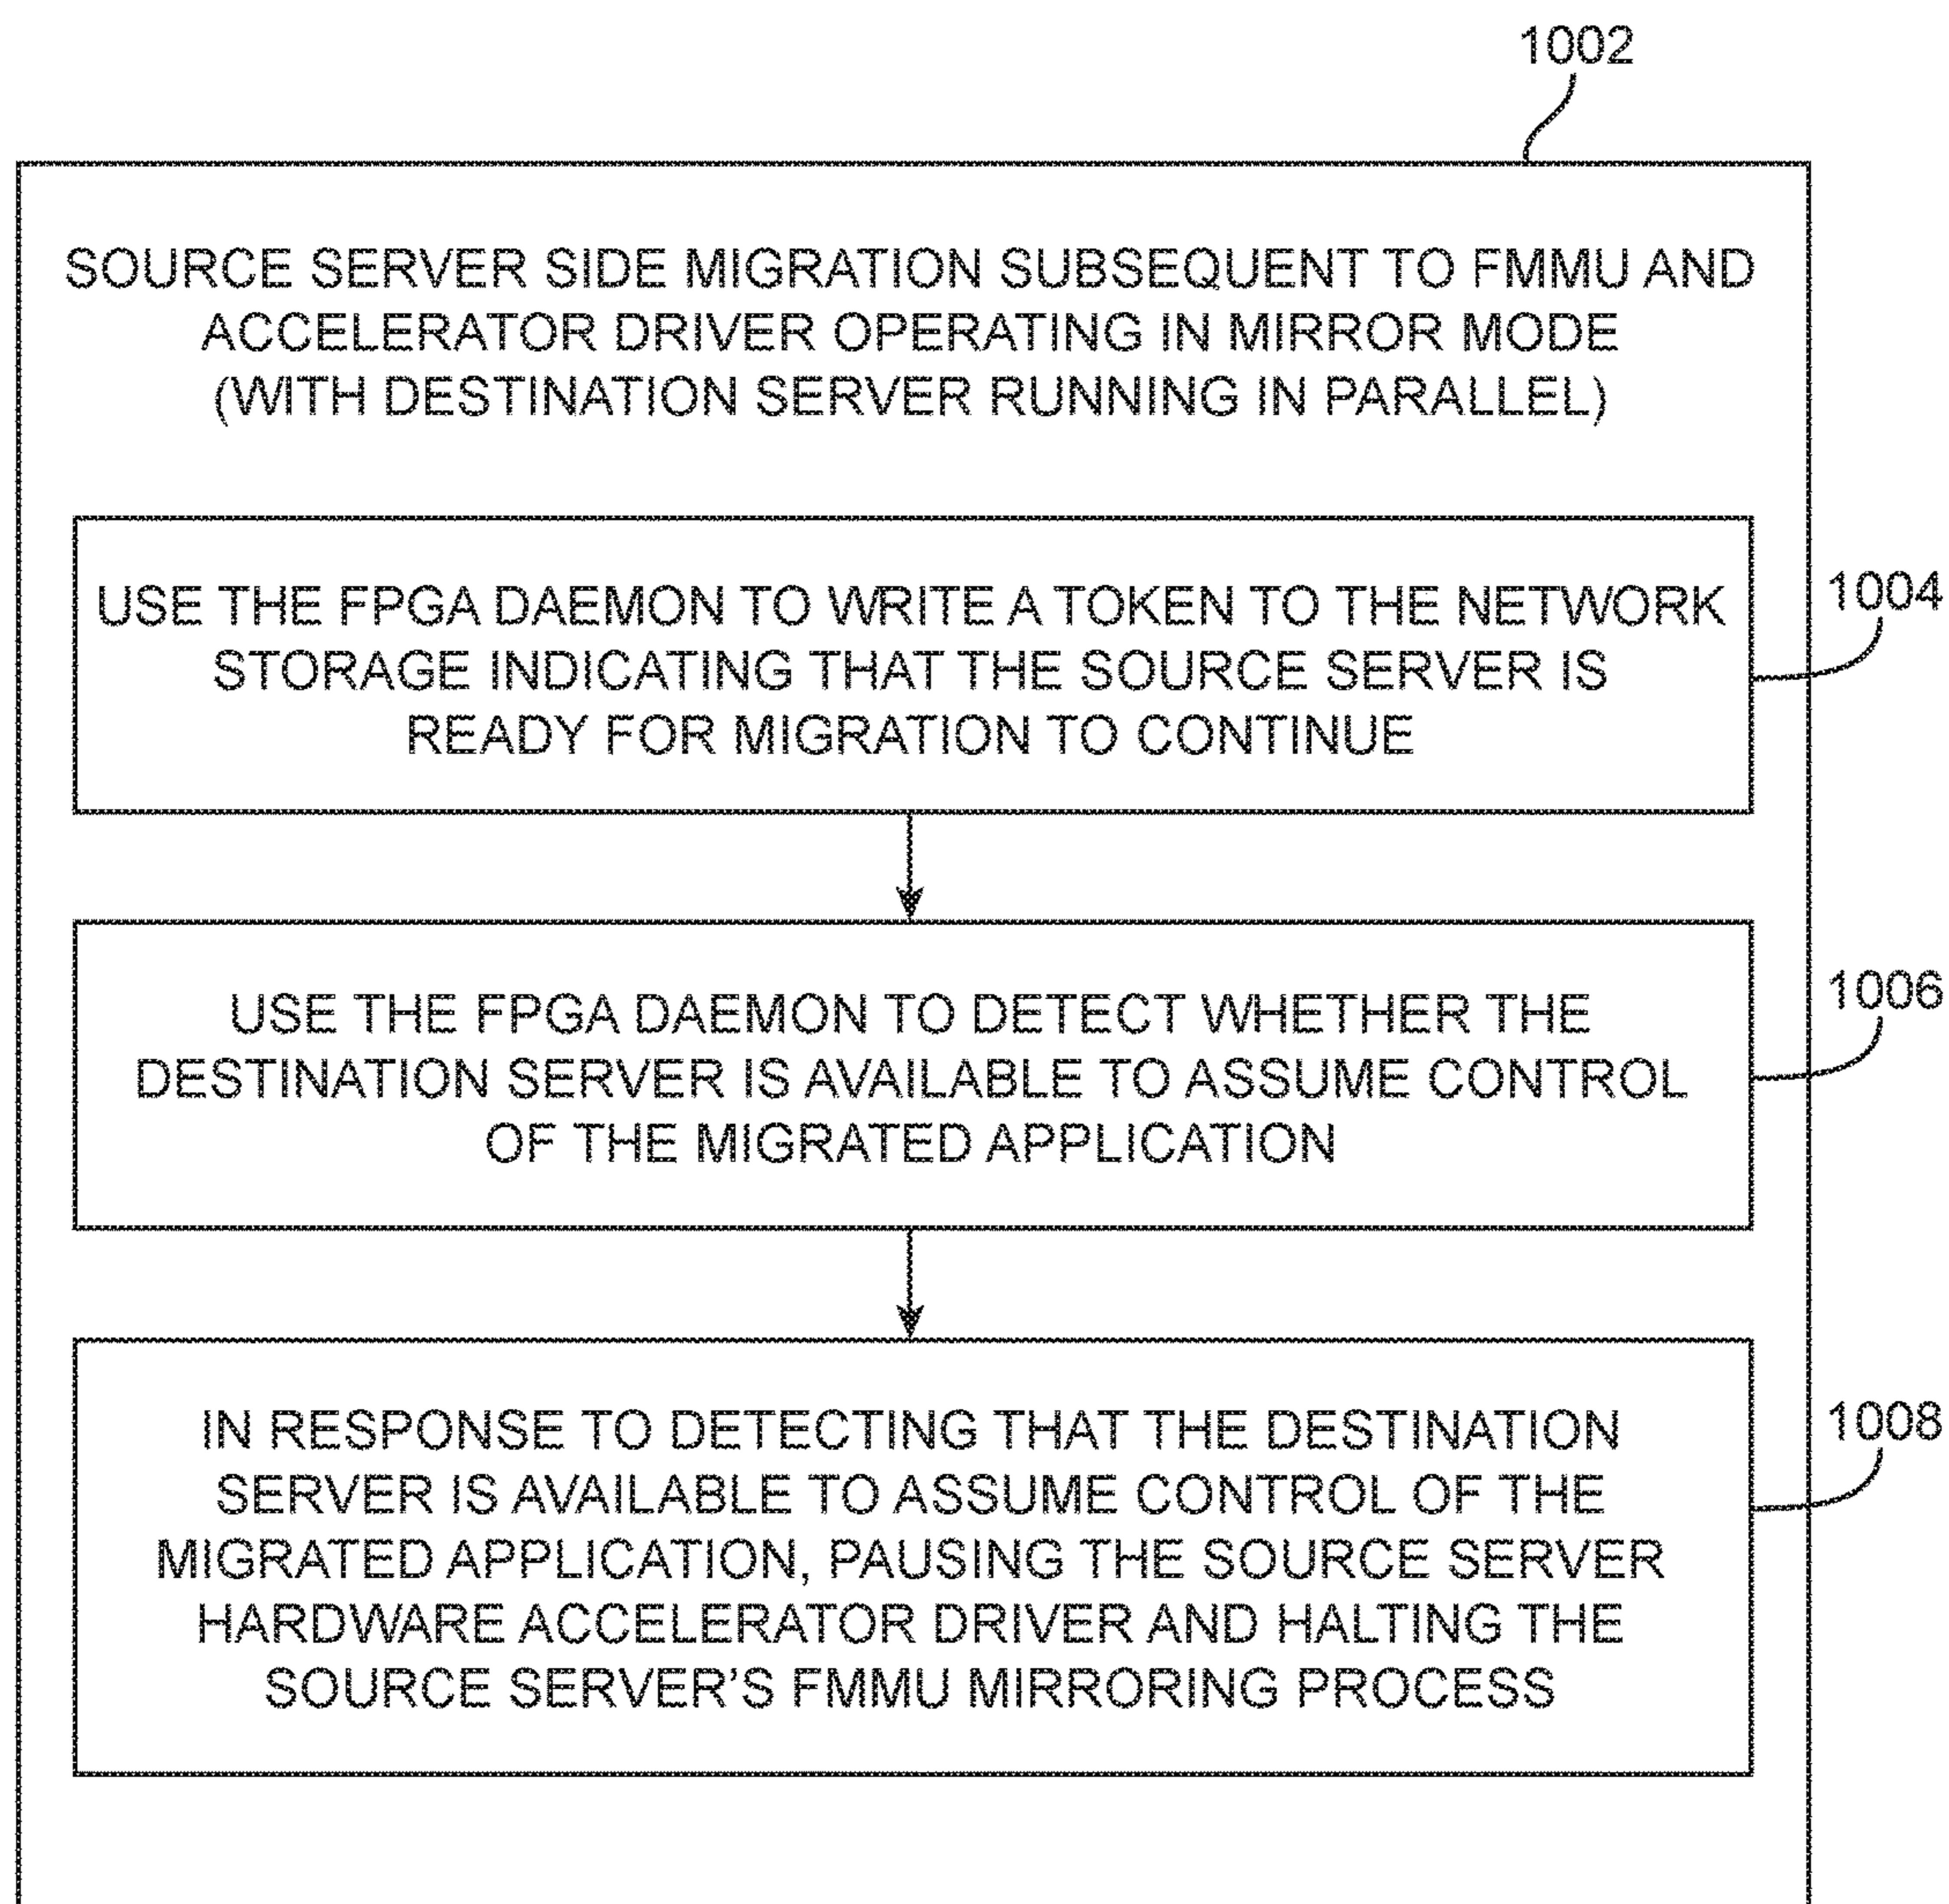 1002
SOURCE SERVER SIDE MIGRATION SUBSEQUENT TO FMMU AND
ACCELERATOR DRIVER OPERATING IN MIRROR MODE
(WITH DESTINATION SERVER RUNNING IN PARALLEL)
USE THE FPGA DAEMON TO WRITE A TOKEN TO THE NETWORK
STORAGE INDICATING THAT THE SOURCE SERVER IS
READY FOR MIGRATION TO CONTINUE
1004
USE THE FPGA DAEMON TO DETECT WHETHER THE
DESTINATION SERVER IS AVAILABLE TO ASSUME CONTROL
OF THE MIGRATED APPLICATION
1006
IN RESPONSE TO DETECTING THAT THE DESTINATION
SERVER IS AVAILABLE TO ASSUME CONTROL OF THE
MIGRATED APPLICATION, PAUSING THE SOURCE SERVER
HARDWARE ACCELERATOR DRIVER AND HALTING THE
SOURCE SERVER'S FMMU MIRRORING PROCESS
1008